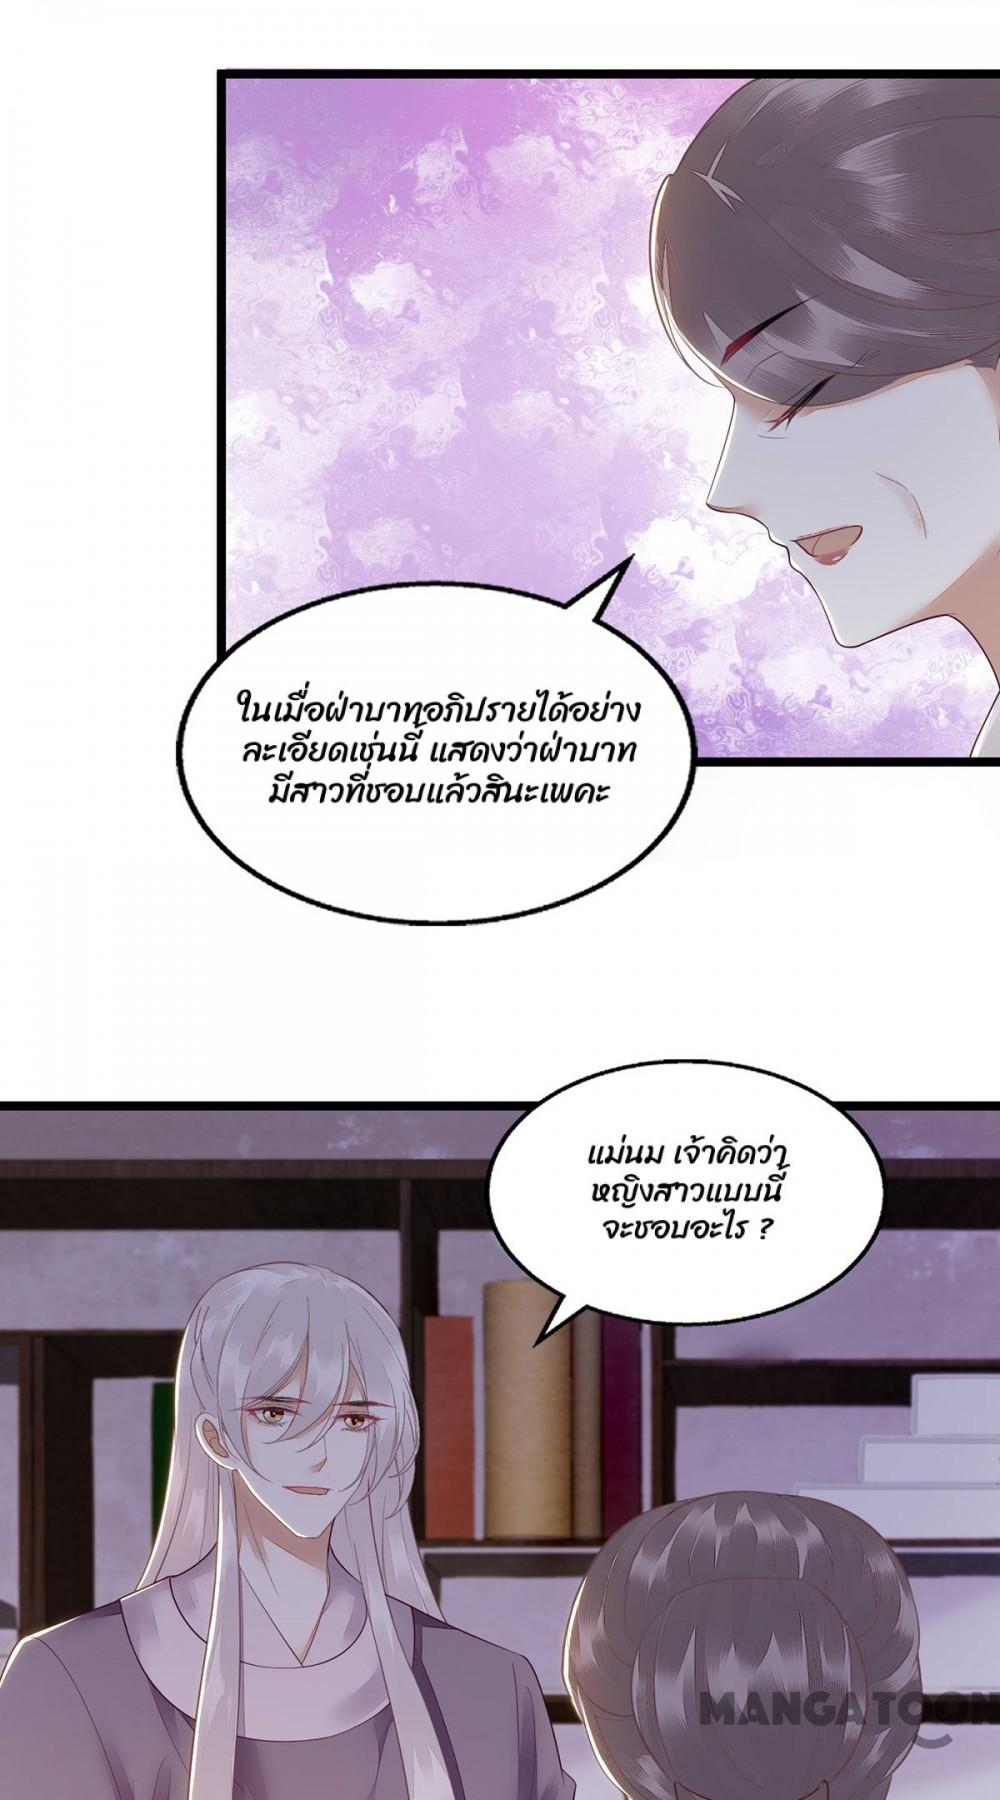 ในเมื่อฝ่าบาทอภิปรายได้อย่าง
ละเอียดเช่นนี้ แสดงว่าฝ่าบาท
มีสาวที่ชอบแล้วสินะเพคะ
แม่นม เจ้าคิดว่า
หญิงสาวแบบนี้
จะชอบอะไร ?
MANGATOON